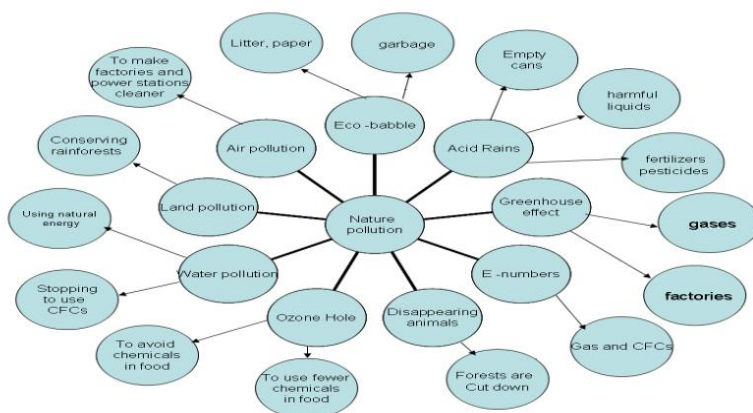 Litter, paper
garbage
Empty
cans
To make
factories and
power stations
cleaner
harmful
liquids
Eco -babble
Acid Rains
Air pollution
Conserving
rainforests
fertilizers
pesticides
Land pollution
Nature
pollution
Greenhouse
effect
gases
Using natural
energy
Water pollution
E -numbers
factories
Stopping
to use
CFCs
Ozone Hole
Disappearing
animals
Gas and CFCs
To avoid
chemicals
in food
To use fewer
chemicals
in food
Forests are
Cut down